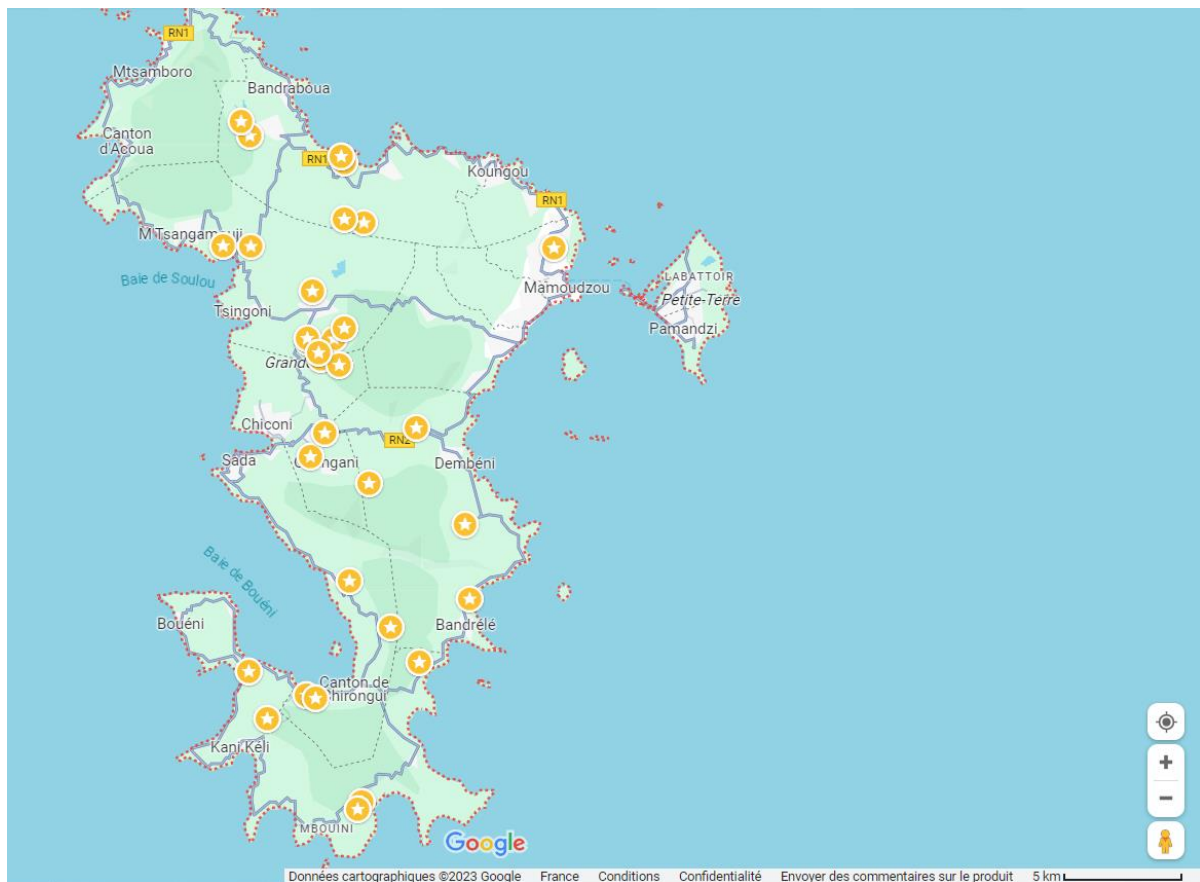 RN1
Mtsamboro
Bandrabôua
Canton
d'Acoua
RN1
Koungou
RN1
M'Tsangamouji
Baie de Soulou
LABATTOIR
Mamoudzou
Petite-Terre
Tsingoni
Pamandzi
Chiconi
RN2
Sada
Dembéni
Baie de Bouéni
Bouéni
Bandrélé
Canton de
Chirongui
Kani Kéli
MBOUINI
Google
Données cartographiques ©2023 Google France Conditions Confidentialité Envoyer des commentaires sur le produit 5 km